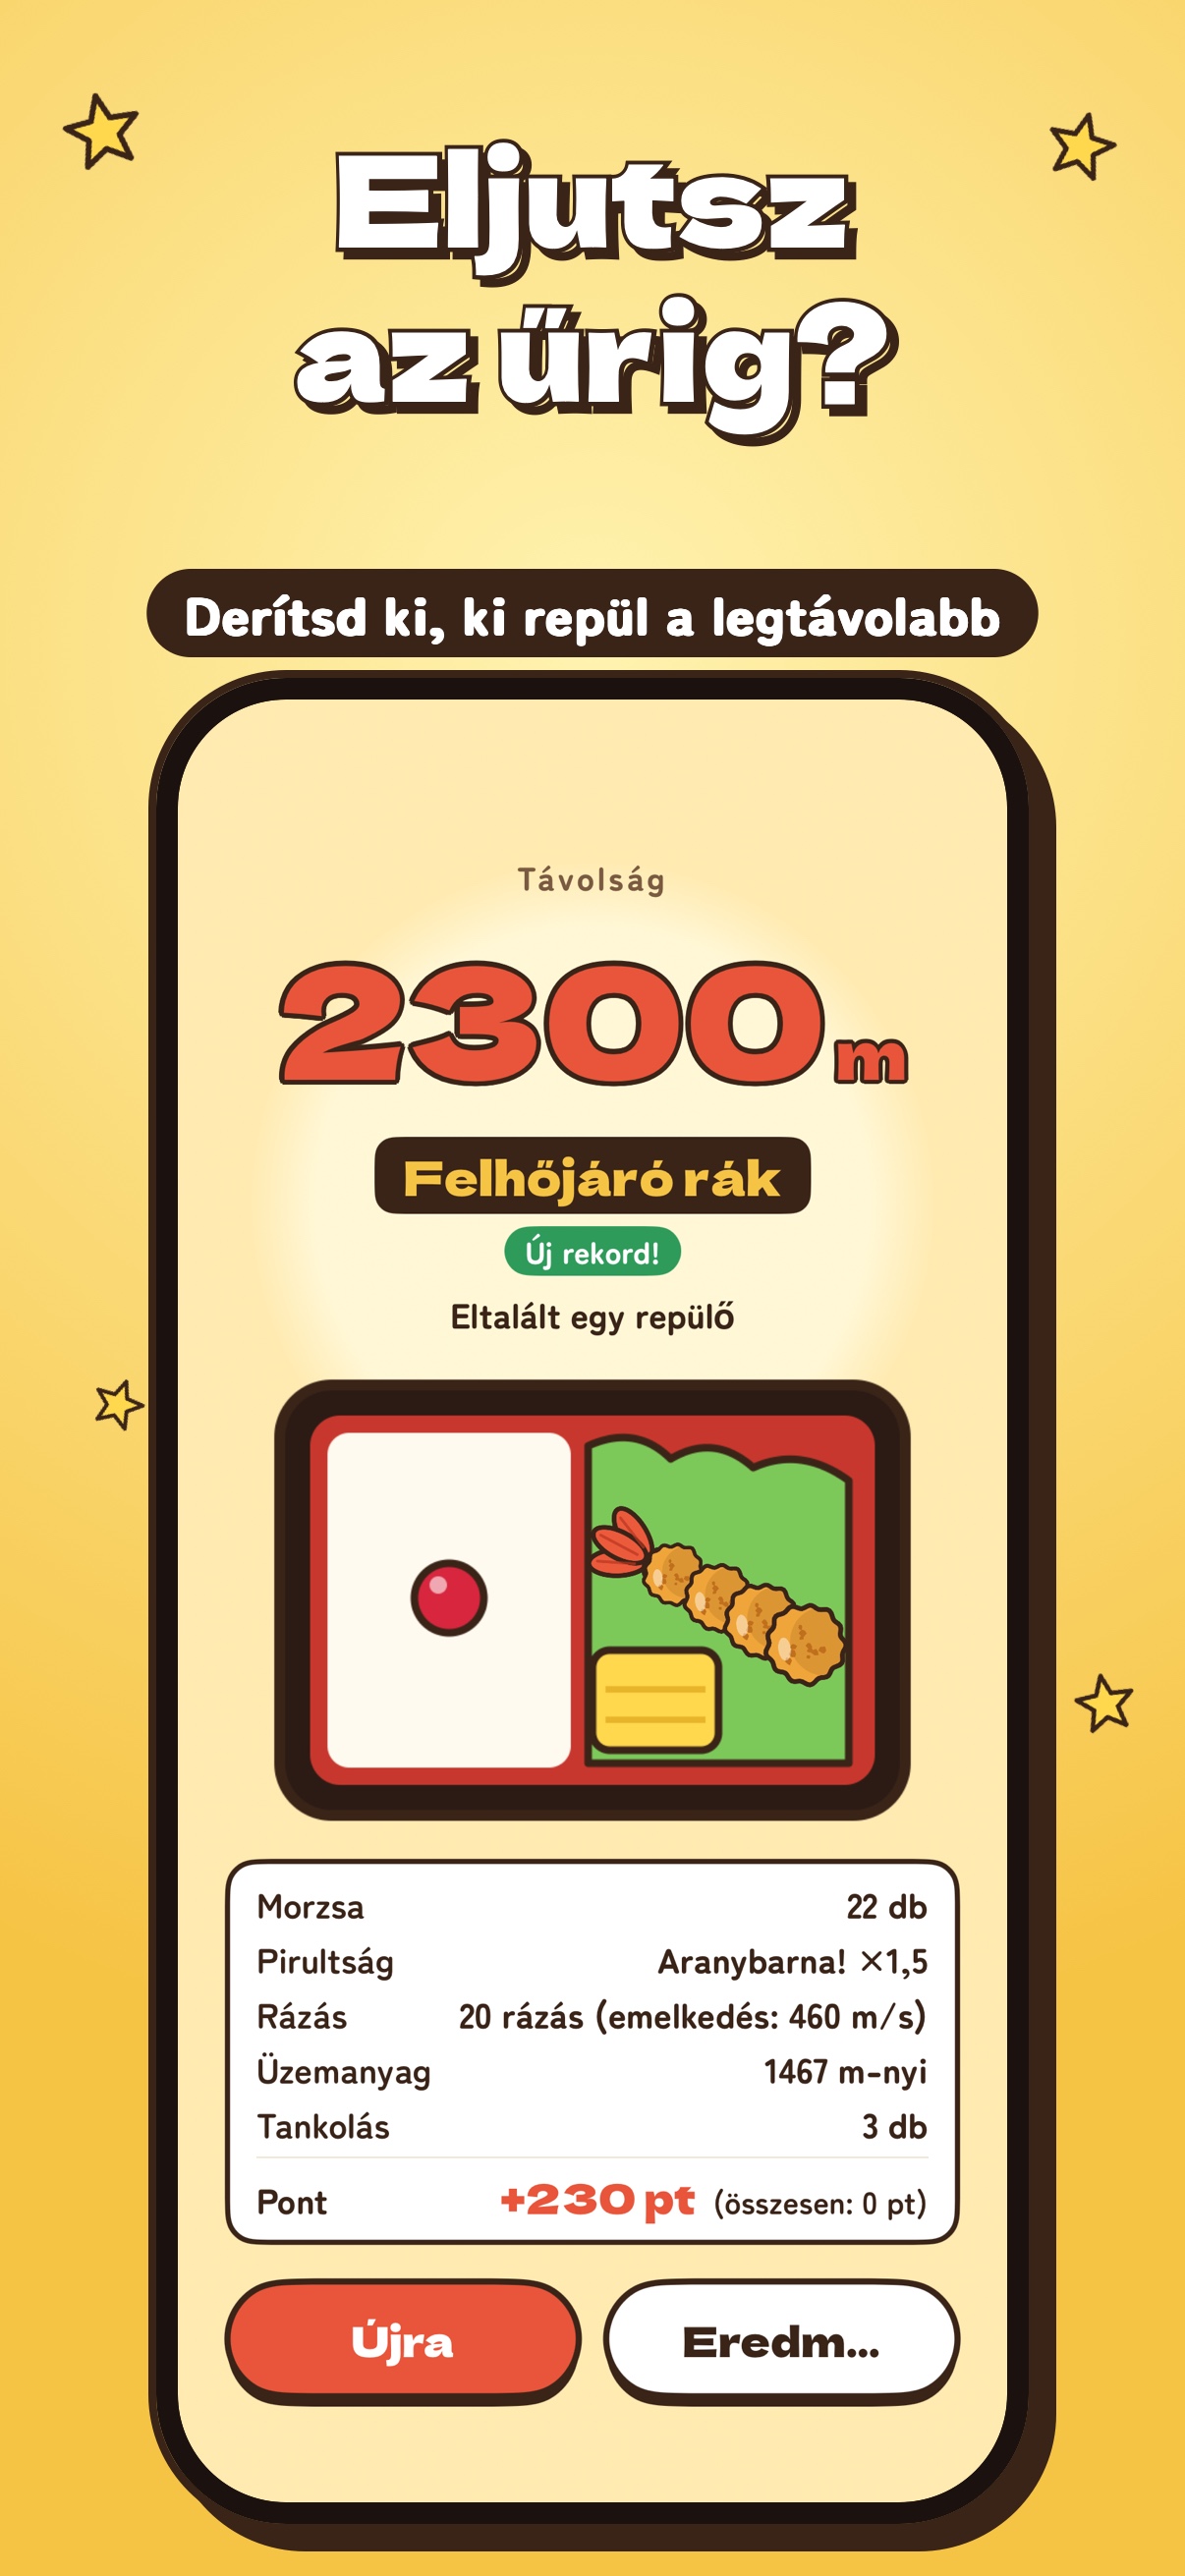 Eljutsz
az űrig?
Derítsd ki, ki repül a legtávolabb
Távolság
2300 m
Felhőjáró rák
Új rekord!
Eltalált egy repülő
Morzsa 22 db
Pirultság Aranybarna! ×1,5
Rázás 20 rázás (emelkedés: 460 m/s)
Üzemanyag 1467 m-nyi
Tankolás 3 db
Pont +230 pt (összesen: 0 pt)
Újra Eredm...